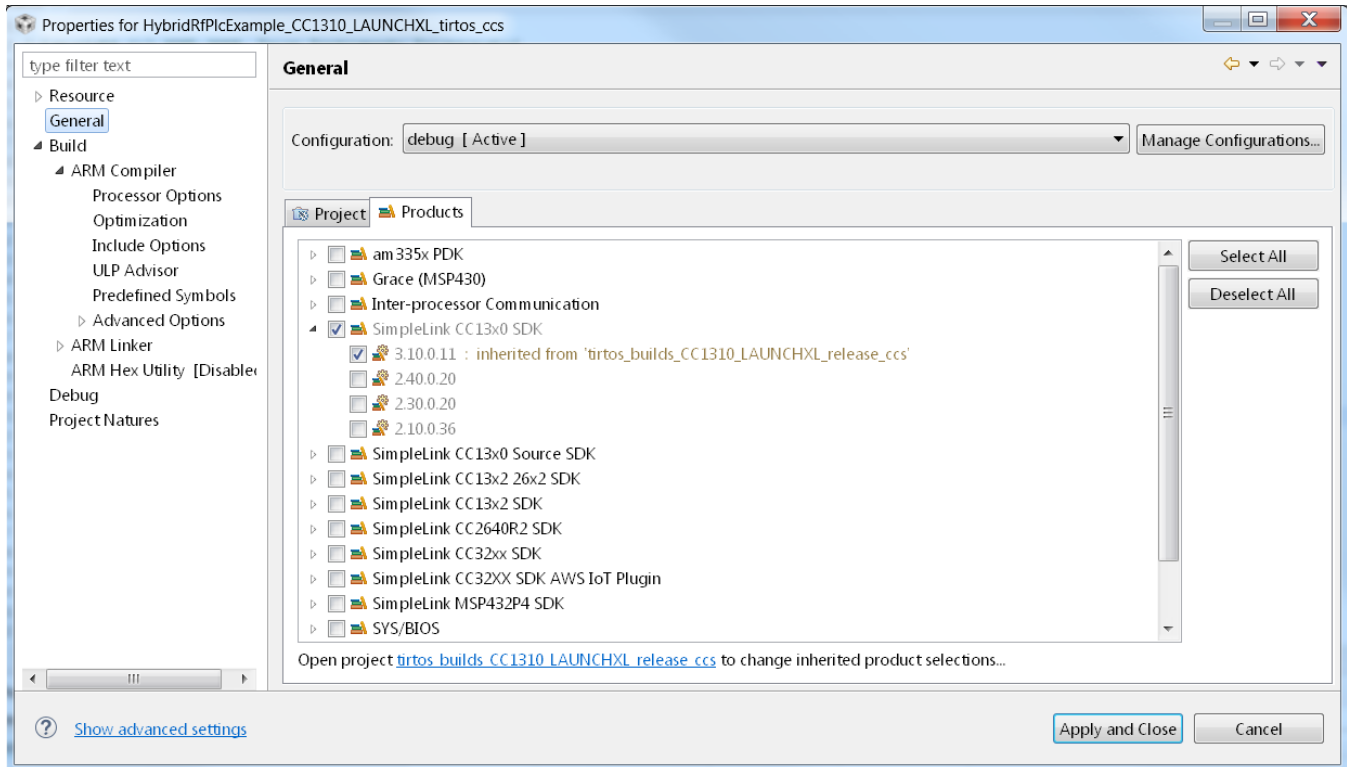 Properties for HybridRfPlcExample_CC1310_LAUNCHXL_tirtos_ccs
type filter text
Resource
General
Build
ARM Compiler
Processor Options
Optimization
Include Options
ULP Advisor
Predefined Symbols
Advanced Options
ARM Linker
ARM Hex Utility [Disable
Debug
Project Natures
General
Configuration: debug [ Active ] Manage Configurations...
Project Products
am335x PDK
Grace (MSP430)
Inter-processor Communication
SimpleLink CC13x0 SDK
3.10.0.11 : inherited from 'tirtos_builds_CC1310_LAUNCHXL_release_ccs'
2.40.0.20
2.30.0.20
2.10.0.36
SimpleLink CC13x0 Source SDK
SimpleLink CC13x2 26x2 SDK
SimpleLink CC13x2 SDK
SimpleLink CC2640R2 SDK
SimpleLink CC32xx SDK
SimpleLink CC32XX SDK AWS IoT Plugin
SimpleLink MSP432P4 SDK
SYS/BIOS
Select All
Deselect All
Open project tirtos_builds_CC1310_LAUNCHXL_release_ccs to change inherited product selections...
Show advanced settings
Apply and Close Cancel